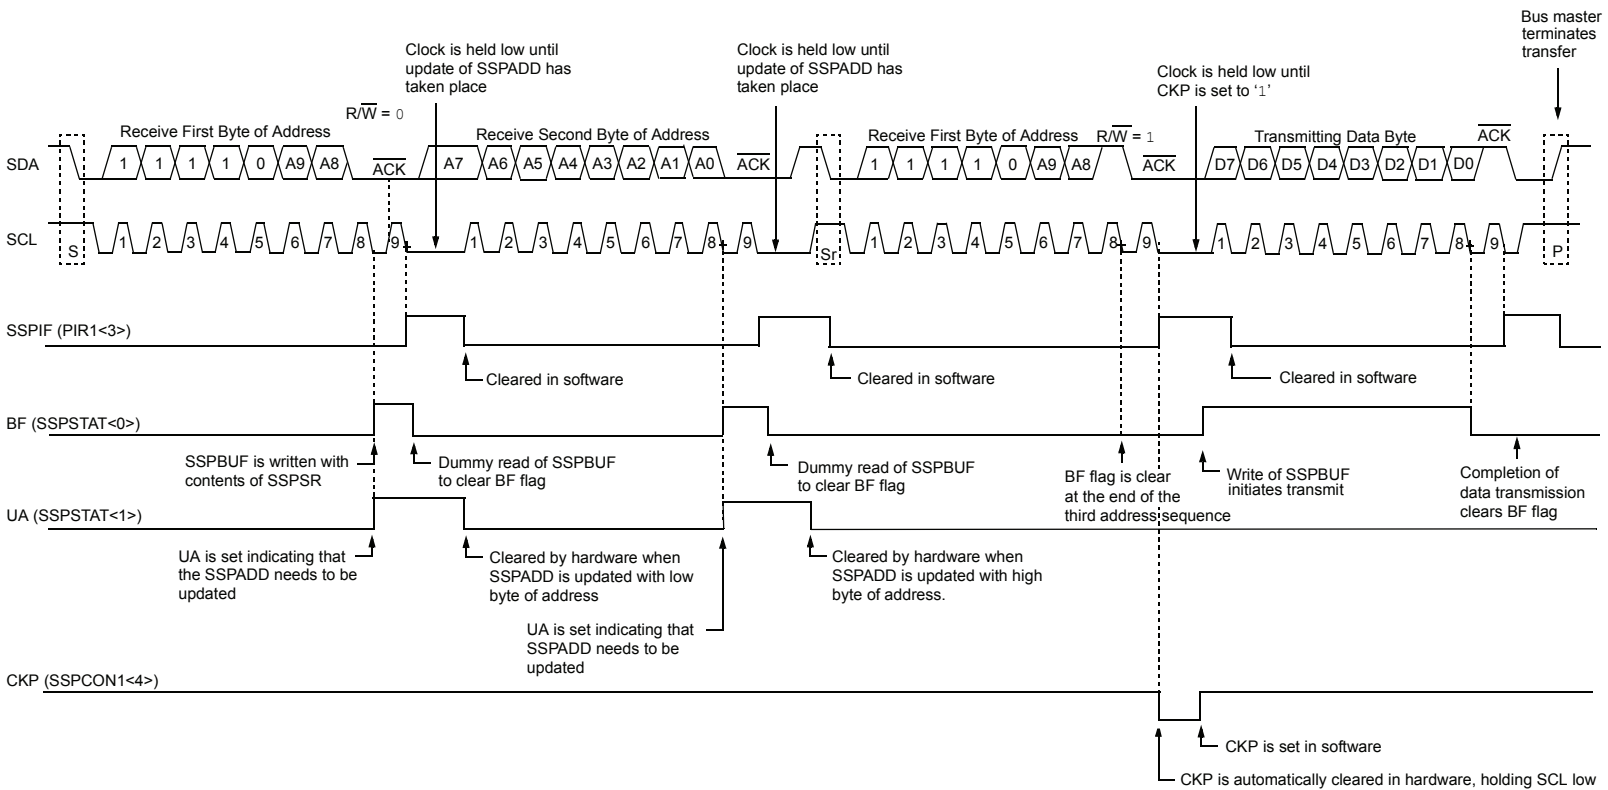 Bus master
terminates
transfer
Clock is held low until
update of SSPADD has
taken place
Clock is held low until
update of SSPADD has
taken place
Clock is held low until
CKP is set to ‘1’
R/W = 0
Receive First Byte of Address
Receive Second Byte of Address
Receive First Byte of Address
R/W = 1
Transmitting Data Byte
ACK
SDA
1 1 1 1 0 A9 A8
ACK
A7 A6 A5 A4 A3 A2 A1 A0
ACK
1 1 1 1 0 A9 A8
ACK
D7 D6 D5 D4 D3 D2 D1 D0
SCL
S
1 2 3 4 5 6 7 8 9
1 2 3 4 5 6 7 8 9
Sr
1 2 3 4 5 6 7 8 9
1 2 3 4 5 6 7 8 9
P
SSPIF (PIR1<3>)
Cleared in software
Cleared in software
Cleared in software
BF (SSPSTAT<0>)
SSPBUF is written with
contents of SSPSR
Dummy read of SSPBUF
to clear BF flag
Dummy read of SSPBUF
to clear BF flag
BF flag is clear
at the end of the
third address sequence
Write of SSPBUF
initiates transmit
Completion of
data transmission
clears BF flag
UA (SSPSTAT<1>)
UA is set indicating that
the SSPADD needs to be
updated
Cleared by hardware when
SSPADD is updated with low
byte of address
UA is set indicating that
SSPADD needs to be
updated
Cleared by hardware when
SSPADD is updated with high
byte of address.
CKP (SSPCON1<4>)
CKP is set in software
CKP is automatically cleared in hardware, holding SCL low